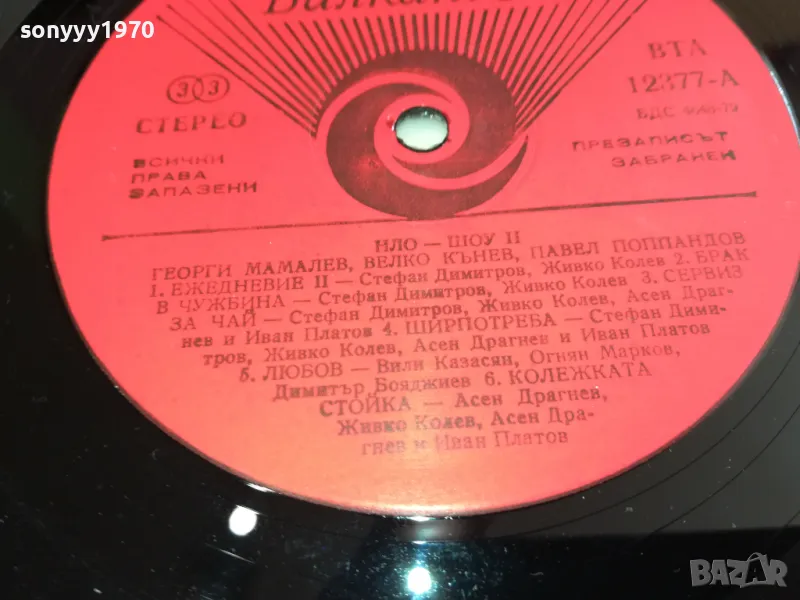 sonyyy1970
Балкантон
ВТА
12377-А
БДС
33
СТЕРЕО
ВСИЧКИ
ПРАВА
ЗАПАЗЕНИ
ПРЕЗАПИСЪТ
ЗАБРАНЕН
НЛО — ШОУ II
ГЕОРГИ МАМАЛЕВ, ВЕЛКО КЪНЕВ, ПАВЕЛ ПОППАНДОВ
1. ЕЖЕДНЕВИЕ II — Стефан Димитров, Живко Колев 2. БРАК
В ЧУЖБИНА — Стефан Димитров, Живко Колев 3. СЕРВИЗ
ЗА ЧАЙ — Стефан Димитров, Живко Колев, Асен Драг-
нев и Иван Платов 4. ШИРПОТРЕБА — Стефан Дими-
тров, Живко Колев, Асен Драгнев и Иван Платов
5. ЛЮБОВ — Вили Казасян, Огнян Марков,
Димитър Бояджиев 6. КОЛЕЖКАТА
СТОЙКА — Асен Драгнев,
Живко Колев, Асен Дра-
гнев и Иван Платов
BAZAR